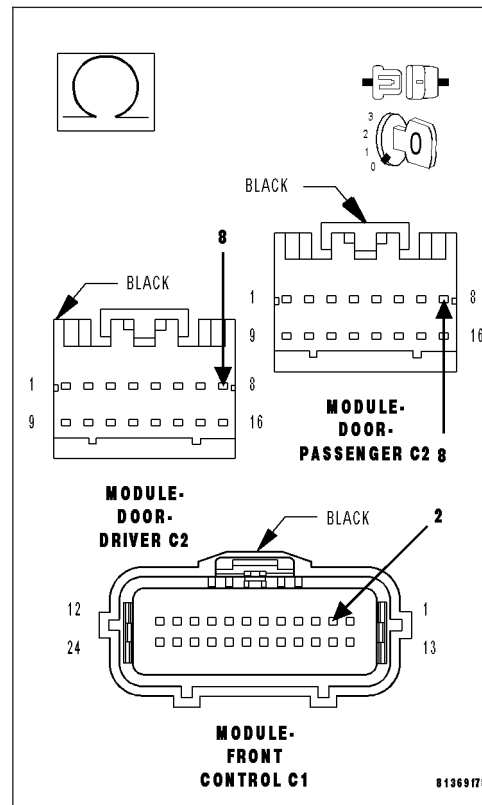 3
2
1
0
BLACK
8
BLACK
1 8
9 16
MODULE-
DOOR-
PASSENGER C2 8
1 8
9 16
MODULE-
DOOR-
DRIVER C2
BLACK 2
12 1
24 13
MODULE-
FRONT
CONTROL C1